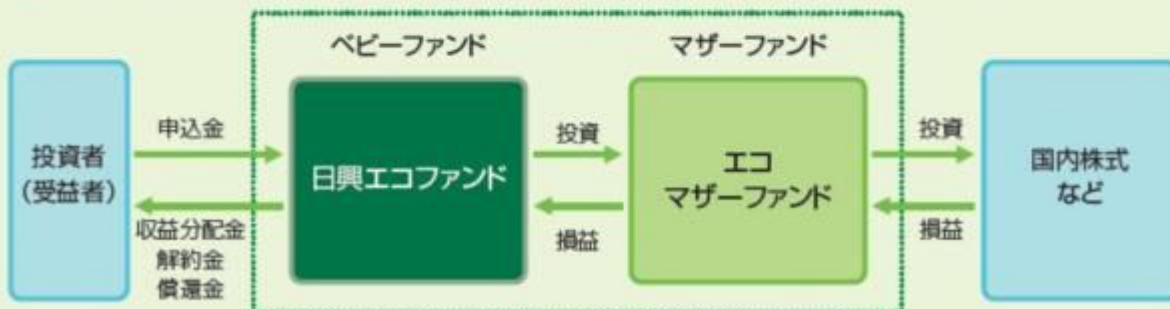 ベビーファンド
マザーファンド
投資者
(受益者)
申込金
収益分配金
解約金
償還金
日興エコファンド
投資
損益
エコ
マザーファンド
投資
損益
国内株式
など